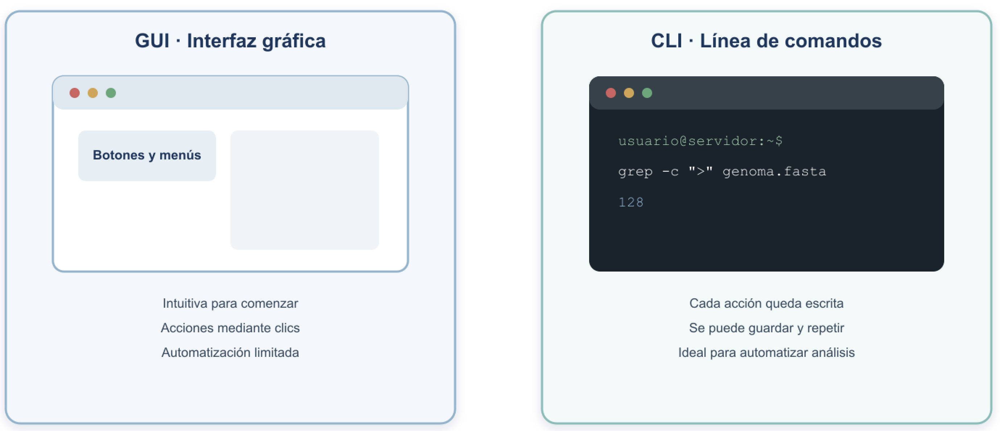 GUI · Interfaz gráfica
Botones y menús
Intuitiva para comenzar
Acciones mediante clics
Automatización limitada
CLI · Línea de comandos
usuario@servidor:~$
grep -c ">" genoma.fasta
128
Cada acción queda escrita
Se puede guardar y repetir
Ideal para automatizar análisis